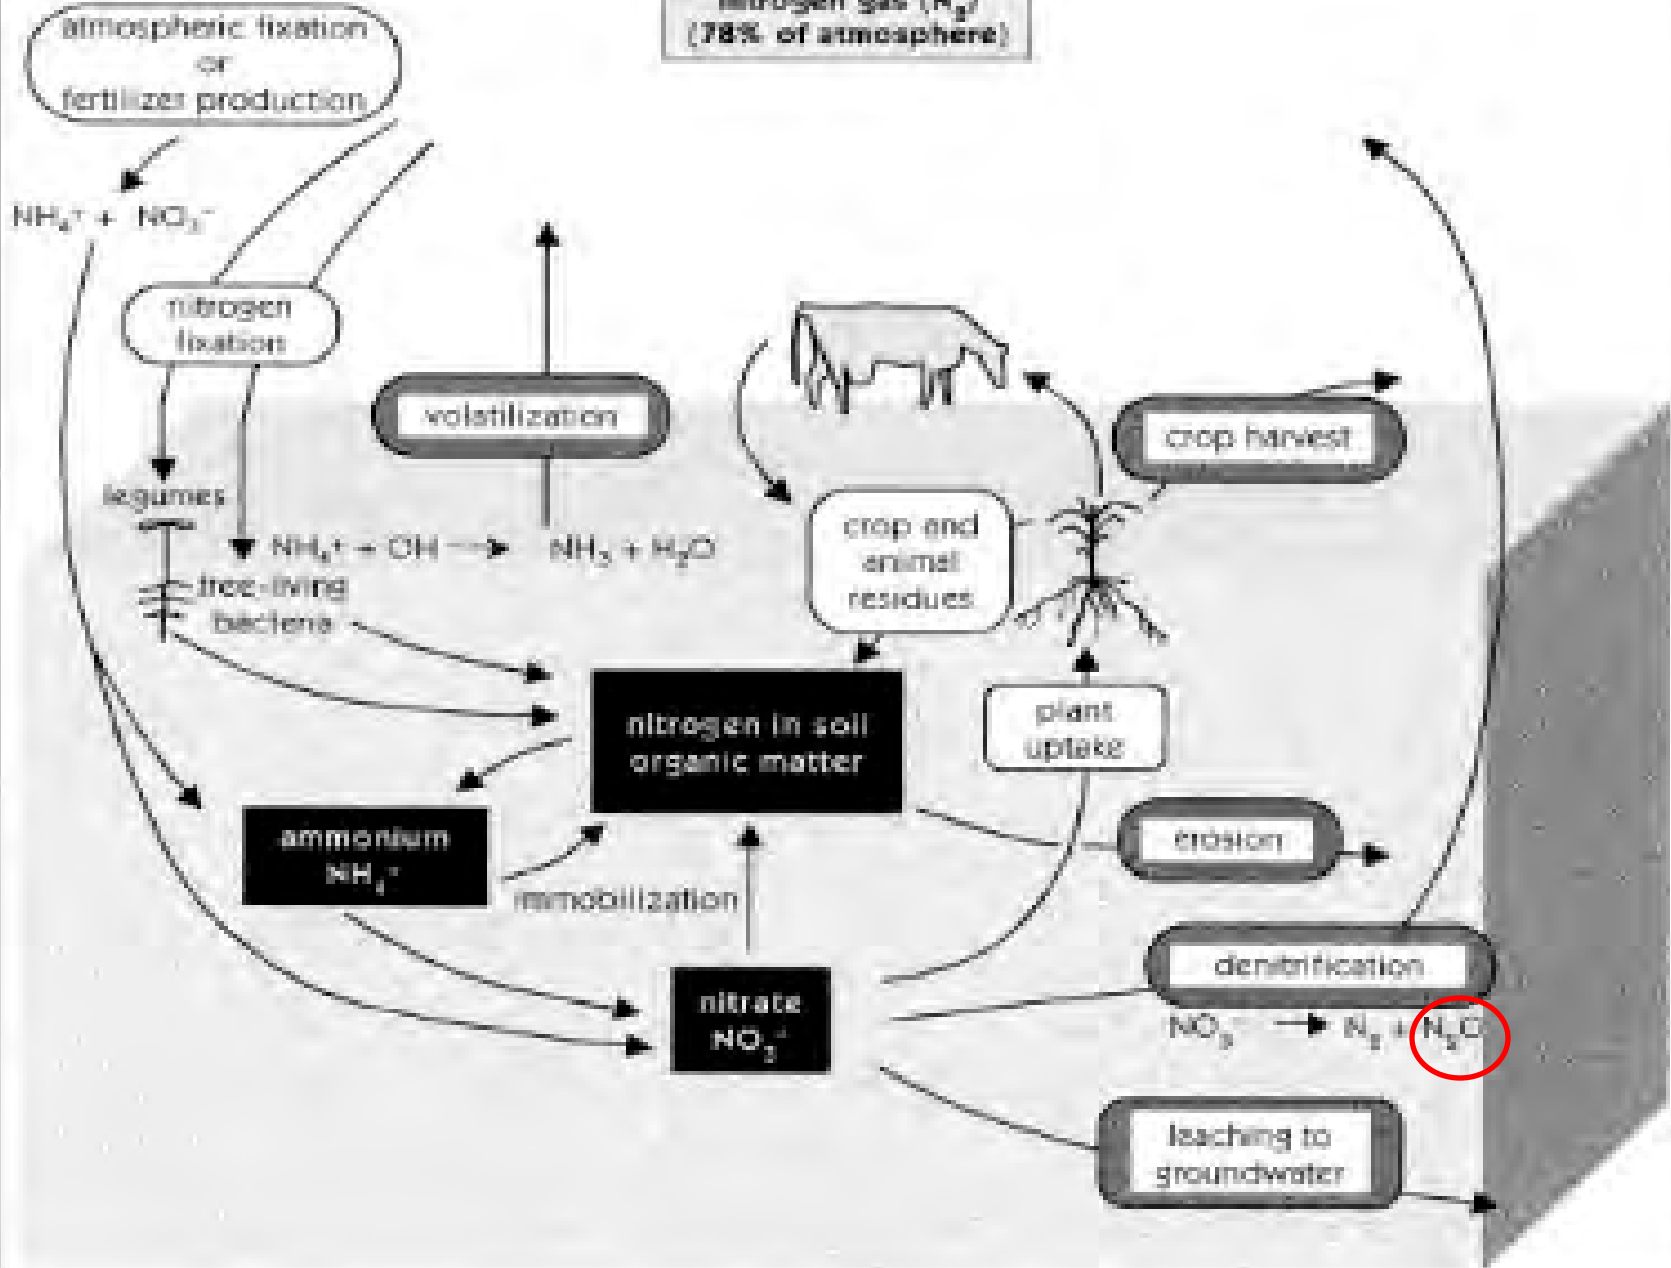 nitrogen gas (N₂)
(78% of atmosphere)
atmospheric fixation
or
fertilizer production
NH₄⁺ + NO₃⁻
nitrogen
fixation
volatilization
crop harvest
legumes
NH₄⁺ + OH → NH₃ + H₂O
free-living
bacteria
crop and
animal
residues
nitrogen in soil
organic matter
plant
uptake
ammonium
NH₄⁺
immobilization
erosion
nitrate
NO₃⁻
denitrification
NO₃⁻ → N₂ + N₂O
leaching to
groundwater